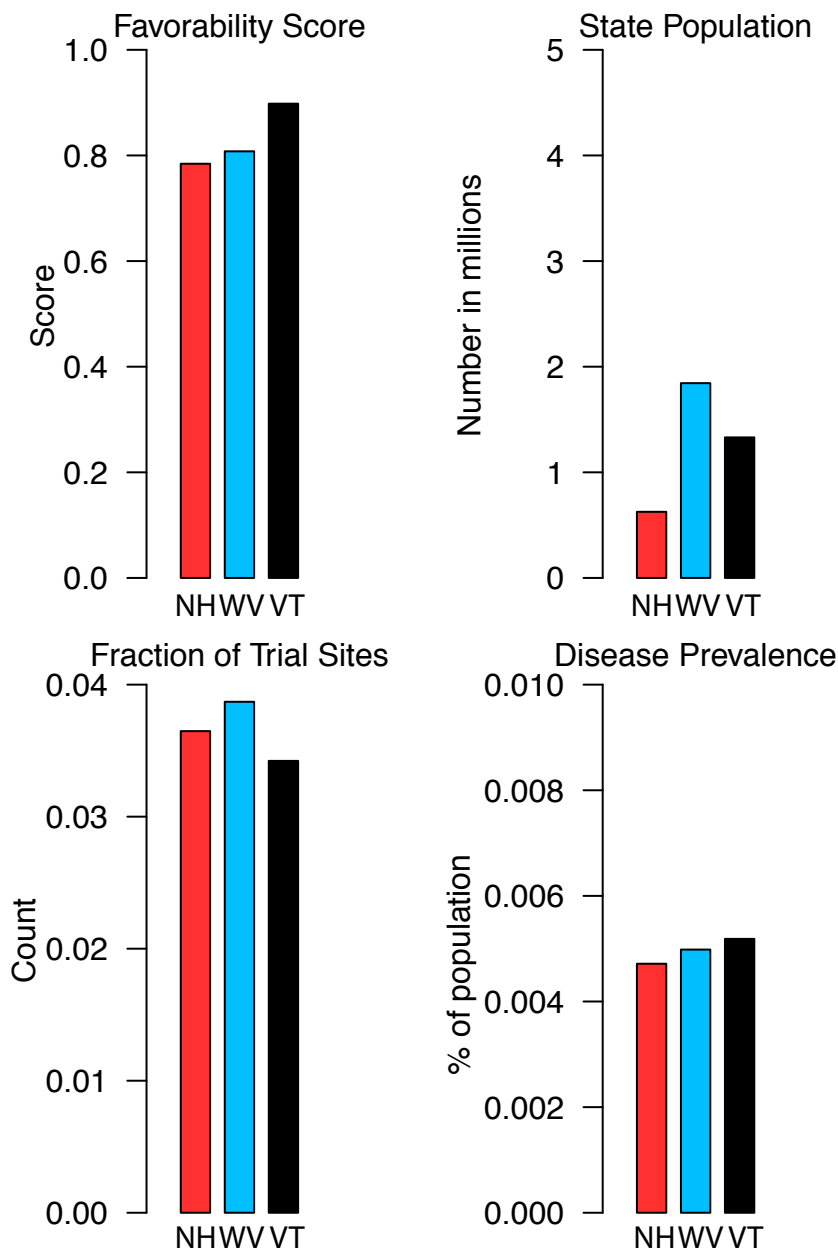 Favorability Score
Score
1.0
0.8
0.6
0.4
0.2
0.0
NH WV VT
State Population
Number in millions
5
4
3
2
1
0
NH WV VT
Fraction of Trial Sites
Count
0.04
0.03
0.02
0.01
0.00
NH WV VT
Disease Prevalence
% of population
0.010
0.008
0.006
0.004
0.002
0.000
NH WV VT